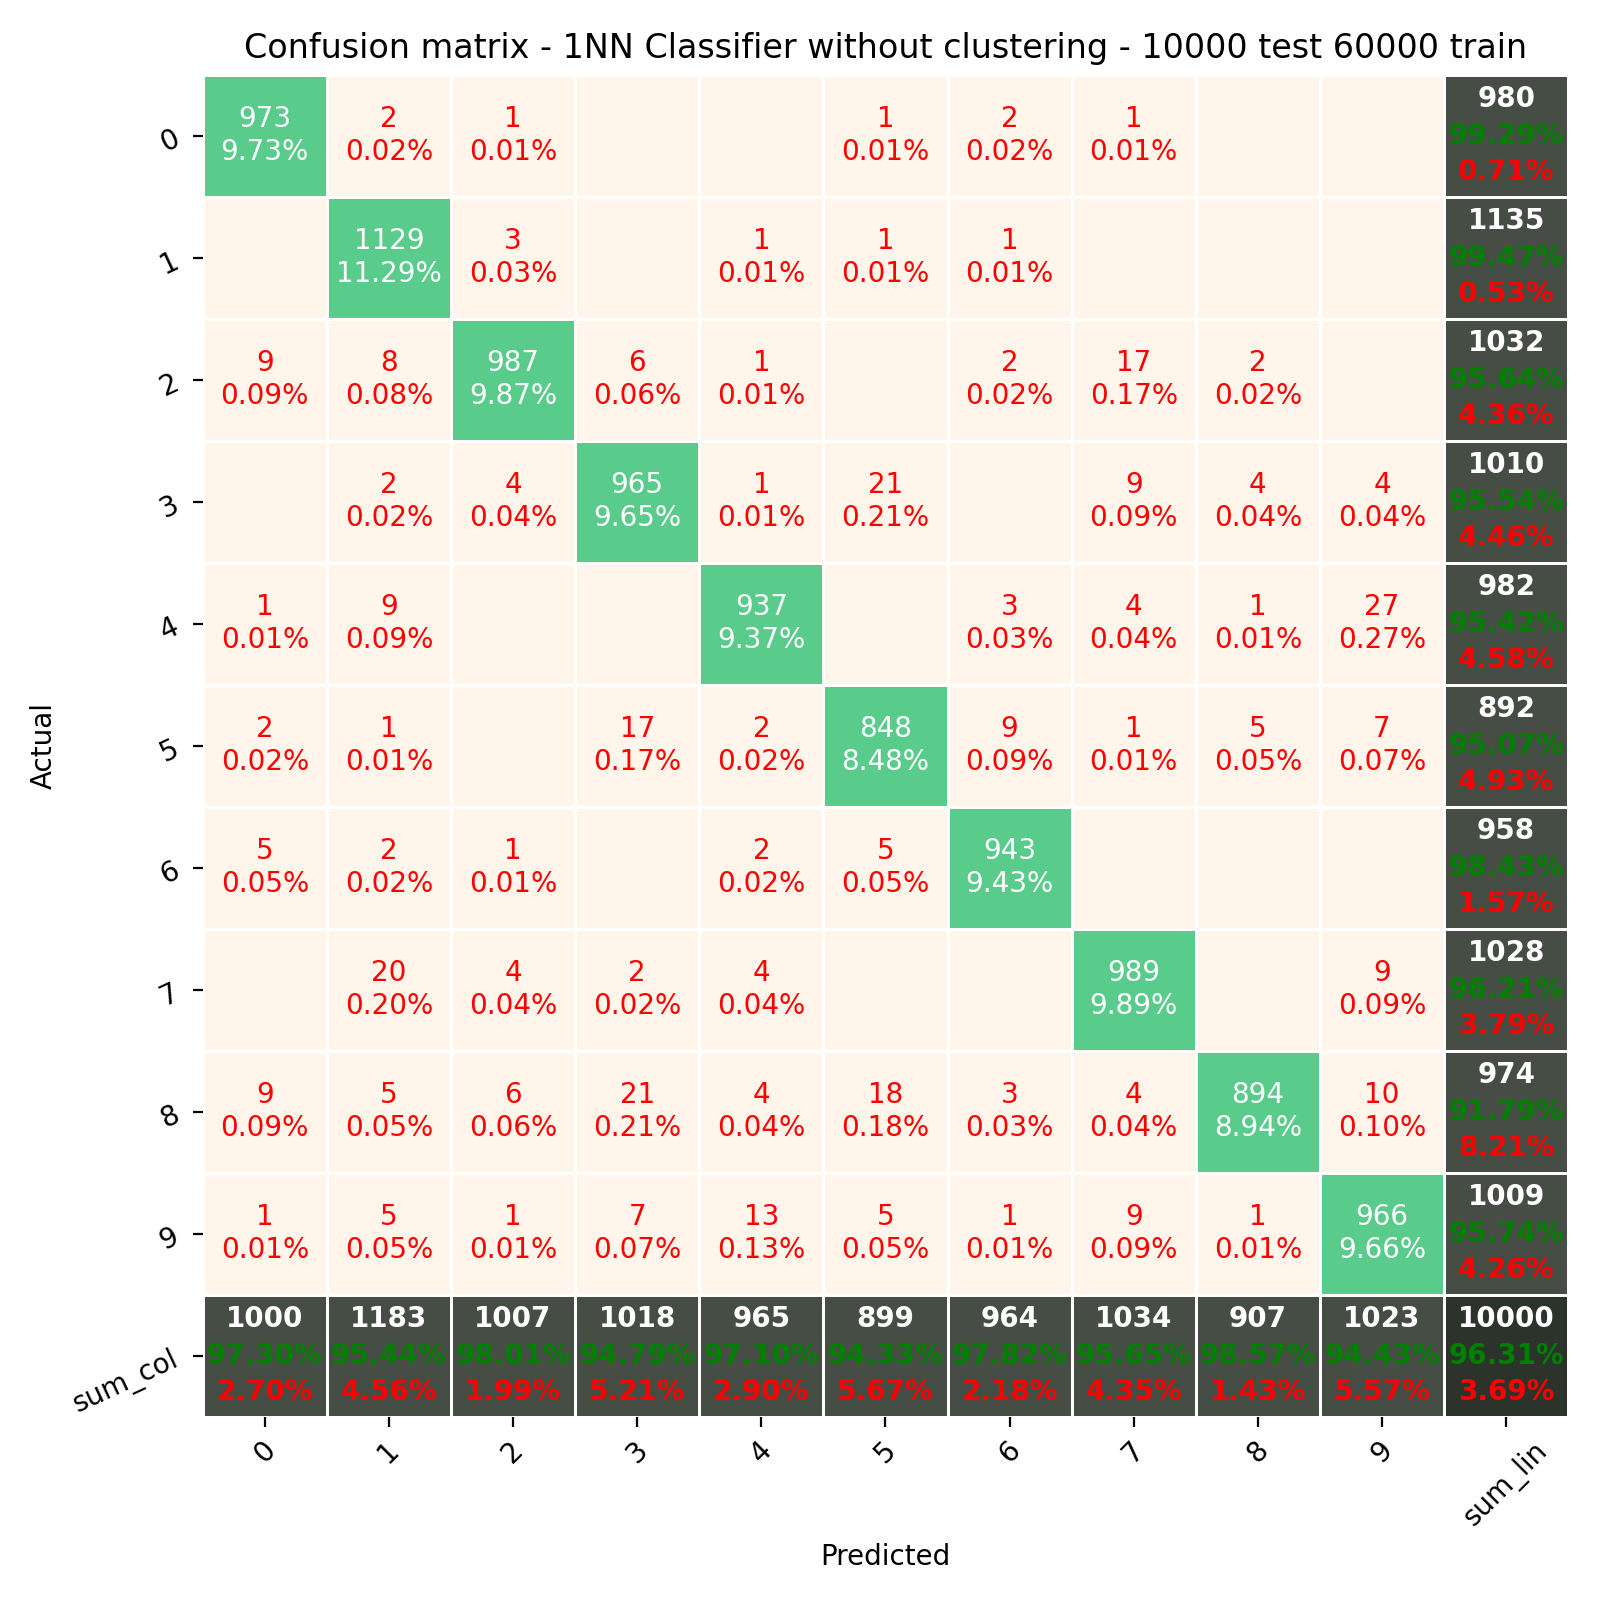 Confusion matrix - 1NN Classifier without clustering - 10000 test 60000 train
Actual
0
973 2 1 1 2 1 980
9.73% 0.02% 0.01% 0.01% 0.02% 0.01% 99.29%
0.71%
1
1129 3 1 1 1 1135
11.29% 0.03% 0.01% 0.01% 0.01% 99.47%
0.53%
2
9 8 987 6 1 2 17 2 1032
0.09% 0.08% 9.87% 0.06% 0.01% 0.02% 0.17% 0.02% 95.64%
4.36%
3
2 4 965 1 21 9 4 4 1010
0.02% 0.04% 9.65% 0.01% 0.21% 0.09% 0.04% 0.04% 95.54%
4.46%
4
1 9 937 3 4 1 27 982
0.01% 0.09% 9.37% 0.03% 0.04% 0.01% 0.27% 95.42%
4.58%
5
2 1 17 2 848 9 1 5 7 892
0.02% 0.01% 0.17% 0.02% 8.48% 0.09% 0.01% 0.05% 0.07% 95.07%
4.93%
6
5 2 1 2 5 943 958
0.05% 0.02% 0.01% 0.02% 0.05% 9.43% 98.43%
1.57%
7
20 4 2 4 989 9 1028
0.20% 0.04% 0.02% 0.04% 9.89% 0.09% 96.21%
3.79%
8
9 5 6 21 4 18 3 4 894 10 974
0.09% 0.05% 0.06% 0.21% 0.04% 0.18% 0.03% 0.04% 8.94% 0.10% 91.79%
8.21%
9
1 5 1 7 13 5 1 9 1 966 1009
0.01% 0.05% 0.01% 0.07% 0.13% 0.05% 0.01% 0.09% 0.01% 9.66% 95.74%
4.26%
sum_col
1000 1183 1007 1018 965 899 964 1034 907 1023 10000
97.30% 95.44% 98.01% 94.79% 97.10% 94.33% 97.82% 95.65% 98.57% 94.43% 96.31%
2.70% 4.56% 1.99% 5.21% 2.90% 5.67% 2.18% 4.35% 1.43% 5.57% 3.69%
0 1 2 3 4 5 6 7 8 9 sum_lin
Predicted